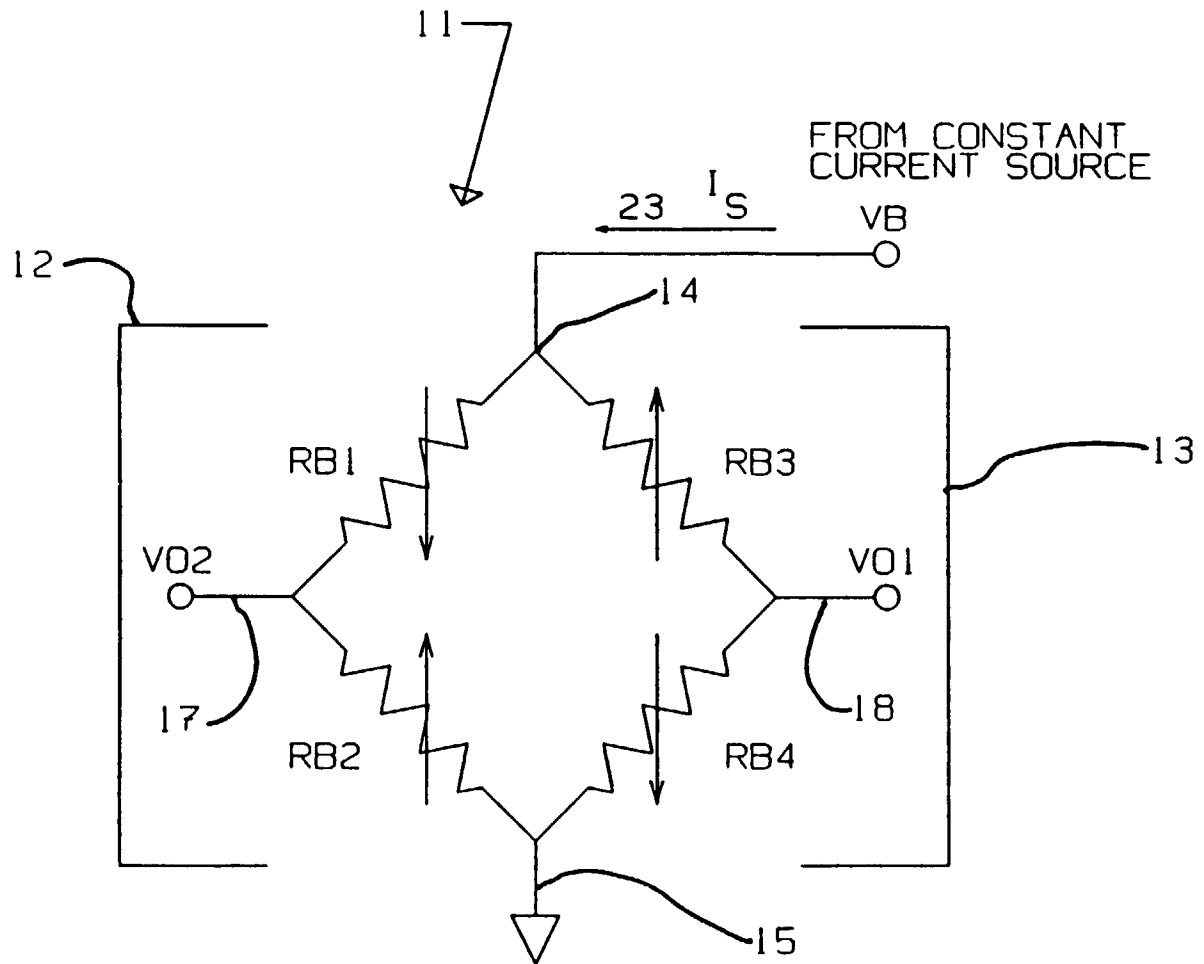 11
FROM CONSTANT
CURRENT SOURCE
23 IS
VB
12
14
RB1
RB3
13
VO2
VO1
17
18
RB2
RB4
15